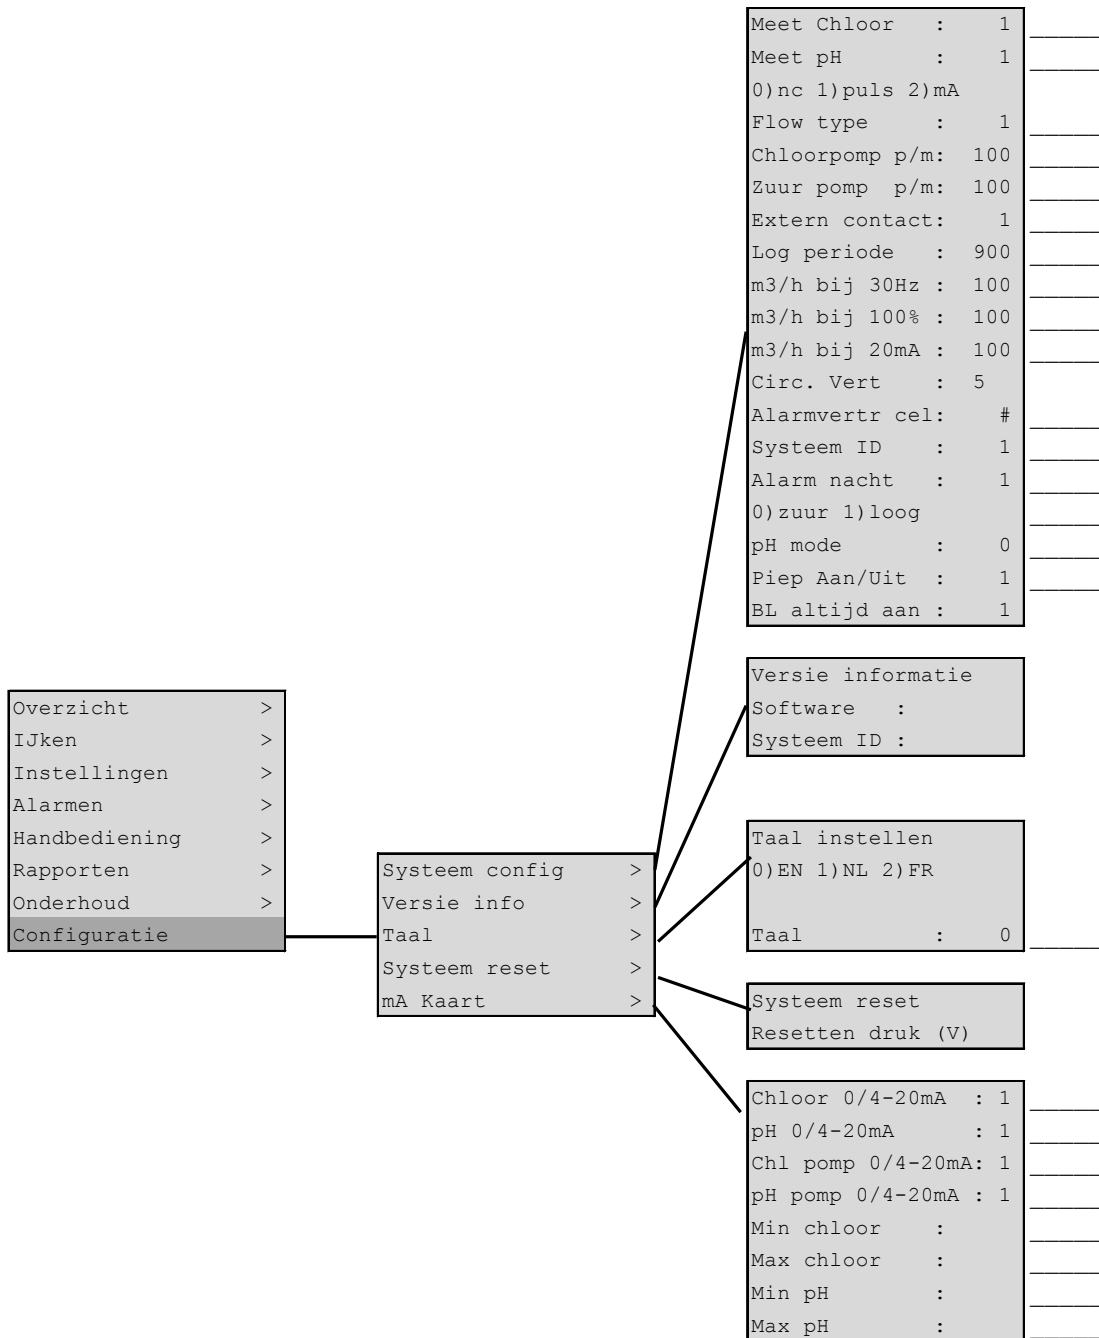 Meet Chloor : 1
Meet pH : 1
0)nc 1)puls 2)mA
Flow type : 1
Chloorpomp p/m: 100
Zuur pomp p/m: 100
Extern contact: 1
Log periode : 900
m3/h bij 30Hz : 100
m3/h bij 100% : 100
m3/h bij 20mA : 100
Circ. Vert : 5
Alarmvertr cel: #
Systeem ID : 1
Alarm nacht : 1
0)zuur 1)loog
pH mode : 0
Piep Aan/Uit : 1
BL altijd aan : 1
Versie informatie
Software :
Systeem ID :
Overzicht >
IJken >
Instellingen >
Alarmen >
Handbediening >
Rapporten >
Onderhoud >
Configuratie
Systeem config >
Versie info >
Taal >
Systeem reset >
mA Kaart >
Taal instellen
0)EN 1)NL 2)FR
Taal : 0
Systeem reset
Resetten druk (V)
Chloor 0/4-20mA : 1
pH 0/4-20mA : 1
Chl pomp 0/4-20mA: 1
pH pomp 0/4-20mA : 1
Min chloor :
Max chloor :
Min pH :
Max pH :